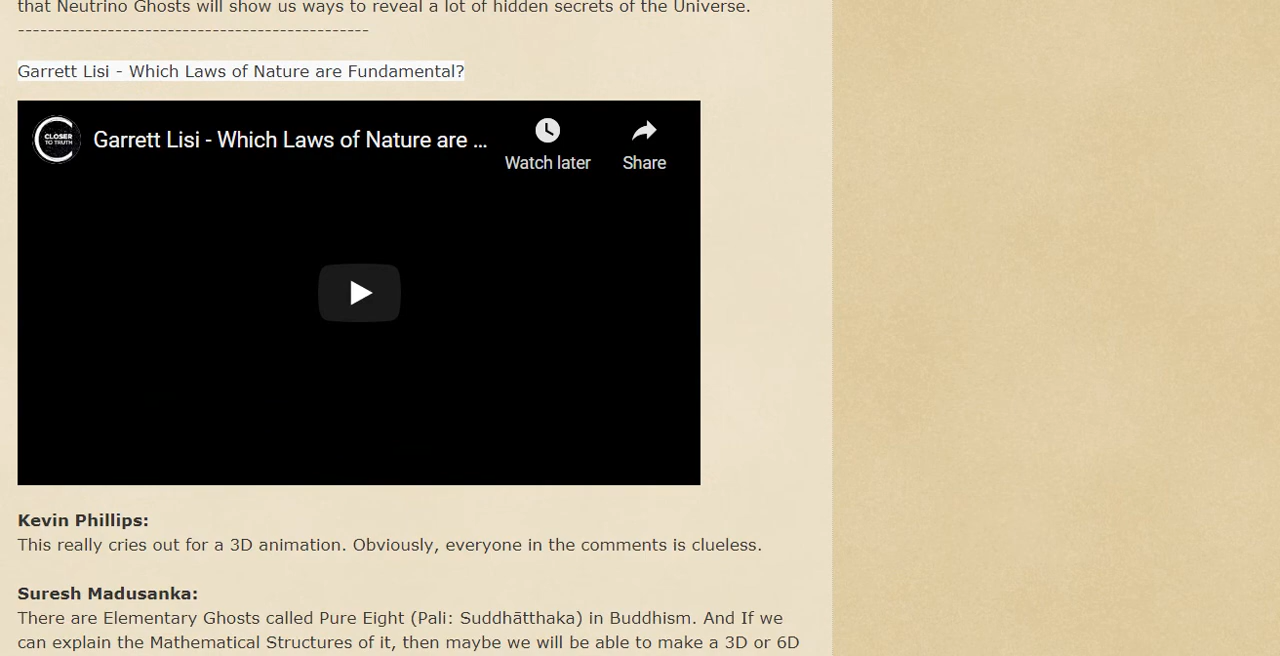 that Neutrino Ghosts will show us ways to reveal a lot of hidden secrets of the Universe.
-----------------------------------------------
Garrett Lisi - Which Laws of Nature are Fundamental?
CLOSER
TO TRUTH
Garrett Lisi - Which Laws of Nature are ...
Watch later
Share
Kevin Phillips:
This really cries out for a 3D animation. Obviously, everyone in the comments is clueless.
Suresh Madusanka:
There are Elementary Ghosts called Pure Eight (Pali: Suddhātthaka) in Buddhism. And If we
can explain the Mathematical Structures of it, then maybe we will be able to make a 3D or 6D